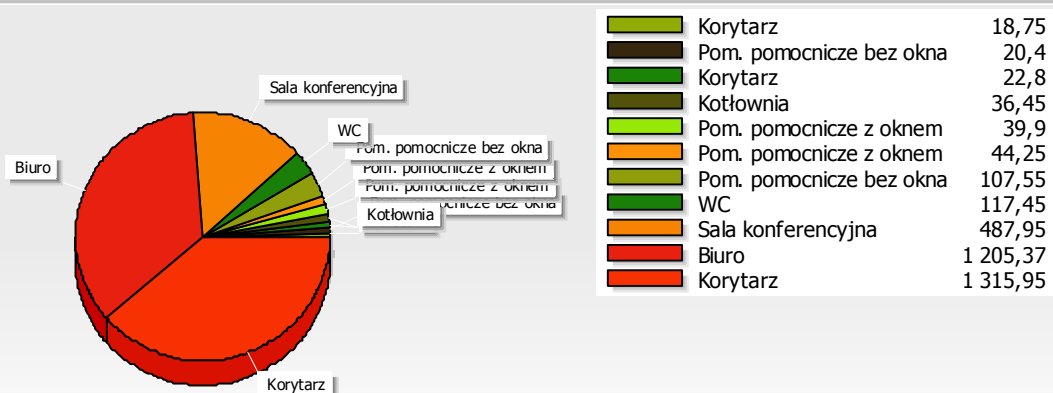 Sala konferencyjna
WC
Pom. pomocnicze bez okna
Biuro
Pom. pomocnicze z oknem
Pom. pomocnicze z oknem
pomocnicze bez okna
Kotłownia
Korytarz
Korytarz 18,75
Pom. pomocnicze bez okna 20,4
Korytarz 22,8
Kotłownia 36,45
Pom. pomocnicze z oknem 39,9
Pom. pomocnicze z oknem 44,25
Pom. pomocnicze bez okna 107,55
WC 117,45
Sala konferencyjna 487,95
Biuro 1 205,37
Korytarz 1 315,95